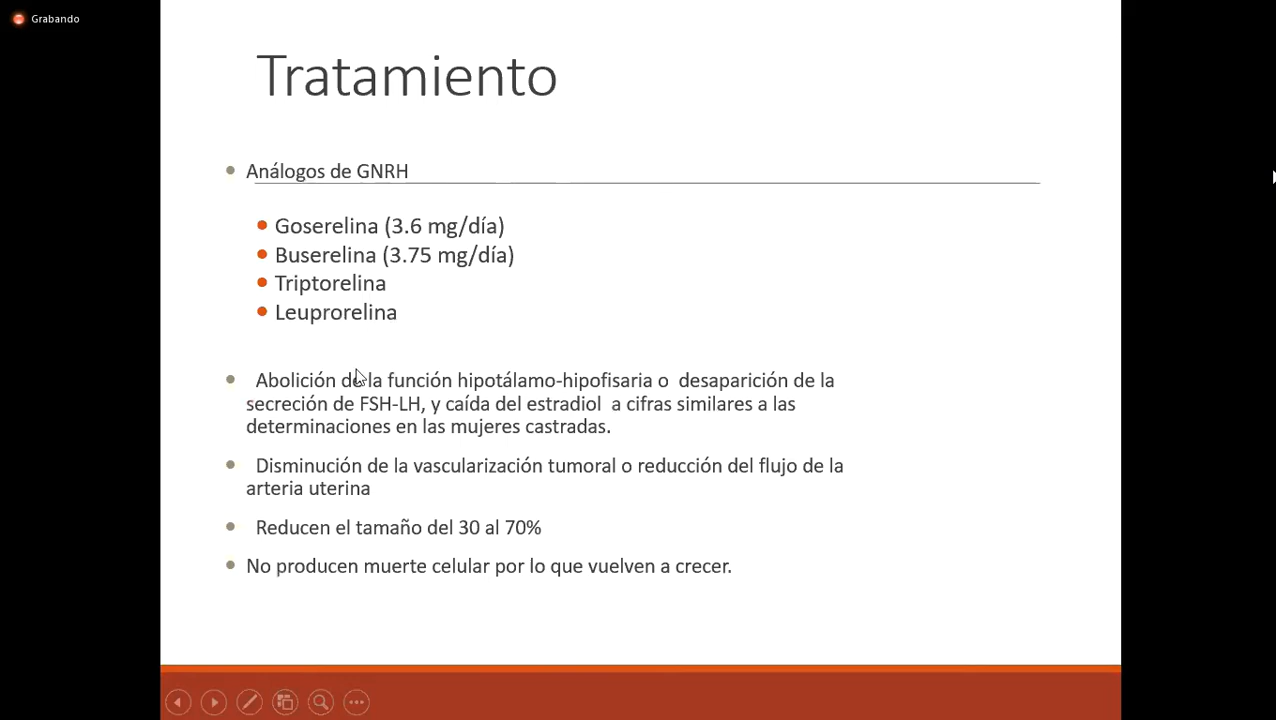 Grabando
Tratamiento
Análogos de GNRH
Goserelina (3.6 mg/día)
Buserelina (3.75 mg/día)
Triptorelina
Leuprorelina
Abolición de la función hipotálamo-hipofisaria o desaparición de la
secreción de FSH-LH, y caída del estradiol a cifras similares a las
determinaciones en las mujeres castradas.
Disminución de la vascularización tumoral o reducción del flujo de la
arteria uterina
Reducen el tamaño del 30 al 70%
No producen muerte celular por lo que vuelven a crecer.